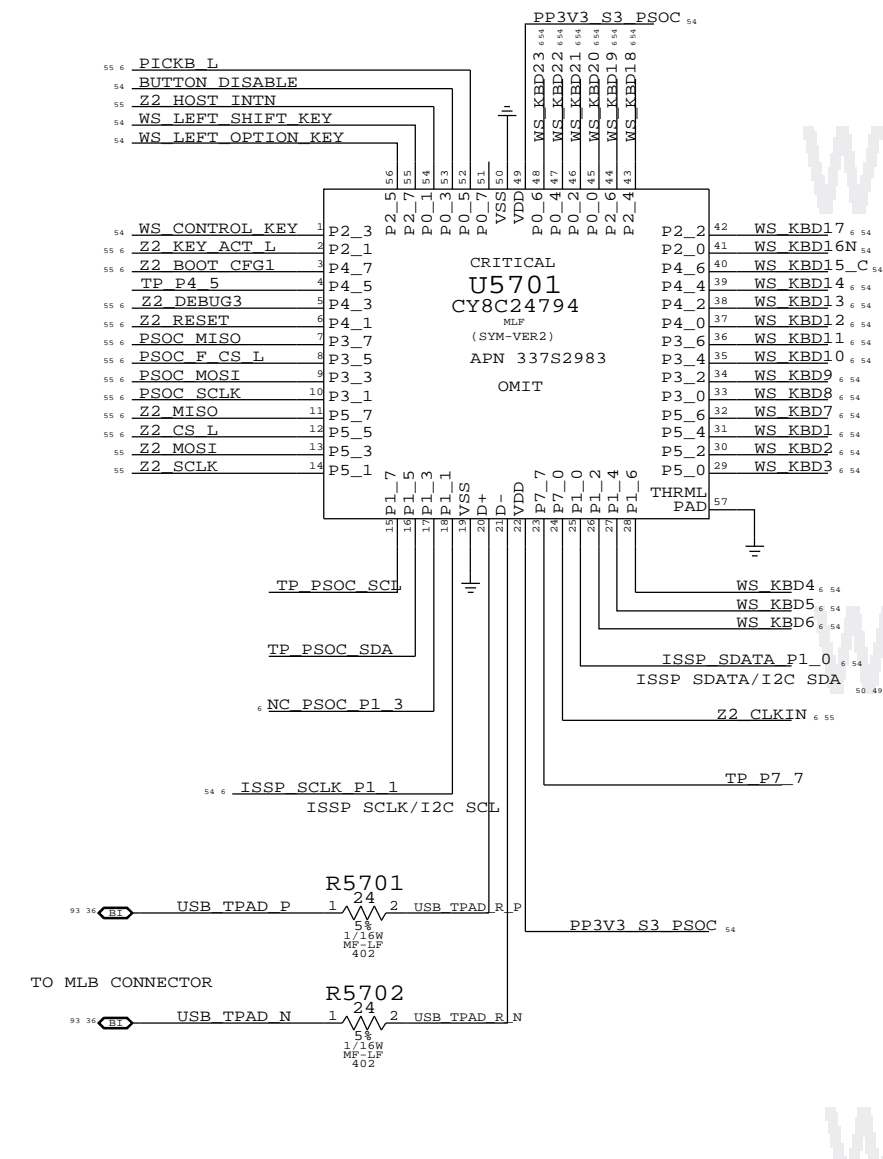 PP3V3_S3_PSOC 54
55 6 PICKB_L
54 BUTTON_DISABLE
55 Z2_HOST_INTN
54 WS_LEFT_SHIFT_KEY
54 WS_LEFT_OPTION_KEY
WS_KBD23 6 54
WS_KBD22 6 54
WS_KBD21 6 54
WS_KBD20 6 54
WS_KBD19 6 54
WS_KBD18 6 54
56 P2_5
55 P2_7
54 P0_1
53 P0_3
52 P0_5
51 P0_7
50 VSS
49 VDD
48 P0_6
47 P0_4
46 P0_2
45 P0_0
44 P2_6
43 P2_4
54 WS_CONTROL_KEY 1 P2_3
55 6 Z2_KEY_ACT_L 2 P2_1
55 6 Z2_BOOT_CFG1 3 P4_7
TP_P4_5 4 P4_5
55 6 Z2_DEBUG3 5 P4_3
55 6 Z2_RESET 6 P4_1
55 6 PSOC_MISO 7 P3_7
55 6 PSOC_F_CS_L 8 P3_5
55 6 PSOC_MOSI 9 P3_3
55 6 PSOC_SCLK 10 P3_1
55 6 Z2_MISO 11 P5_7
55 6 Z2_CS_L 12 P5_5
55 Z2_MOSI 13 P5_3
55 Z2_SCLK 14 P5_1
CRITICAL
U5701
CY8C24794
MLF
(SYM-VER2)
APN 337S2983
OMIT
P2_2 42 WS_KBD17 6 54
P2_0 41 WS_KBD16N 54
P4_6 40 WS_KBD15_C 54
P4_4 39 WS_KBD14 6 54
P4_2 38 WS_KBD13 6 54
P4_0 37 WS_KBD12 6 54
P3_6 36 WS_KBD11 6 54
P3_4 35 WS_KBD10 6 54
P3_2 34 WS_KBD9 6 54
P3_0 33 WS_KBD8 6 54
P5_6 32 WS_KBD7 6 54
P5_4 31 WS_KBD1 6 54
P5_2 30 WS_KBD2 6 54
P5_0 29 WS_KBD3 6 54
THRML
PAD 57
15 P1_7
16 P1_5
17 P1_3
18 P1_1
19 VSS
20 D+
21 D-
22 VDD
23 P7_7
24 P7_0
25 P1_0
26 P1_2
27 P1_4
28 P1_6
TP_PSOC_SCL
WS_KBD4 6 54
WS_KBD5 6 54
WS_KBD6 6 54
TP_PSOC_SDA
ISSP_SDATA_P1_0 6 54
ISSP SDATA/I2C SDA
50 49
6 NC_PSOC_P1_3
Z2_CLKIN 6 55
TP_P7_7
54 6 ISSP_SCLK_P1_1
ISSP SCLK/I2C SCL
R5701
93 36 BI USB_TPAD_P 1 24 2 USB_TPAD_R_P
5%
1/16W
MF-LF
402
PP3V3_S3_PSOC 54
TO MLB CONNECTOR
R5702
93 36 BI USB_TPAD_N 1 24 2 USB_TPAD_R_N
5%
1/16W
MF-LF
402
W
W
W